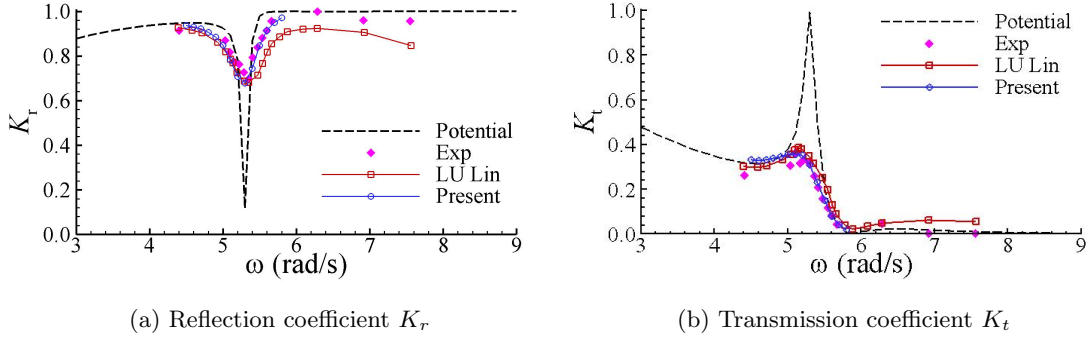 1.0
0.8
0.6
0.4
0.2
0.0
K_r
Potential
Exp
LU Lin
Present
3 4 5 6 7 8 9
ω (rad/s)
(a) Reflection coefficient K_r
1.0
0.8
0.6
0.4
0.2
0.0
K_t
Potential
Exp
LU Lin
Present
3 4 5 6 7 8 9
ω (rad/s)
(b) Transmission coefficient K_t